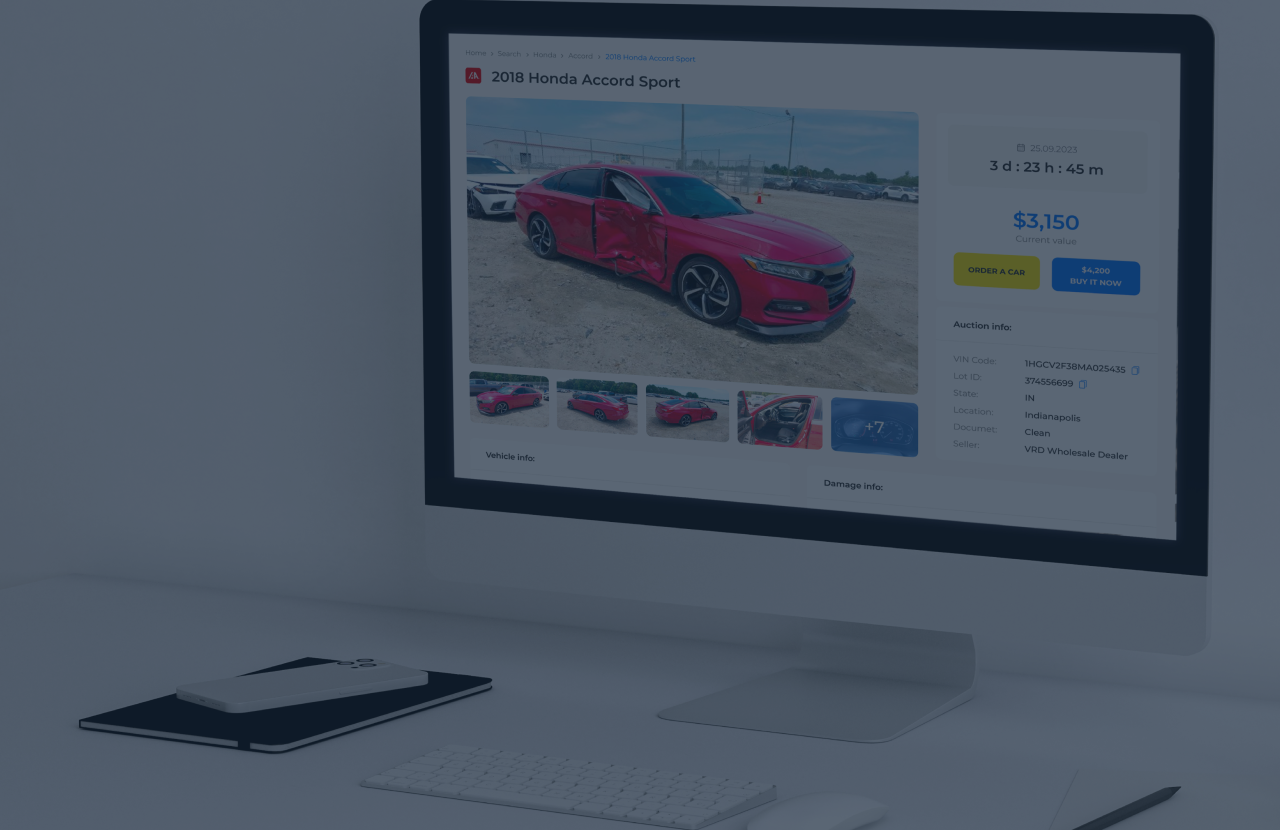 Home › Search › Honda › Accord › 2018 Honda Accord Sport
2018 Honda Accord Sport
25.09.2023
3 d : 23 h : 45 m
$3,150
Current value
ORDER A CAR
$4,200
BUY IT NOW
Auction info:
VIN Code: 1HGCV2F38MA025435
Lot ID: 374556699
State: IN
Location: Indianapolis
Documet: Clean
Seller: VRD Wholesale Dealer
+7
Vehicle info:
Damage info: